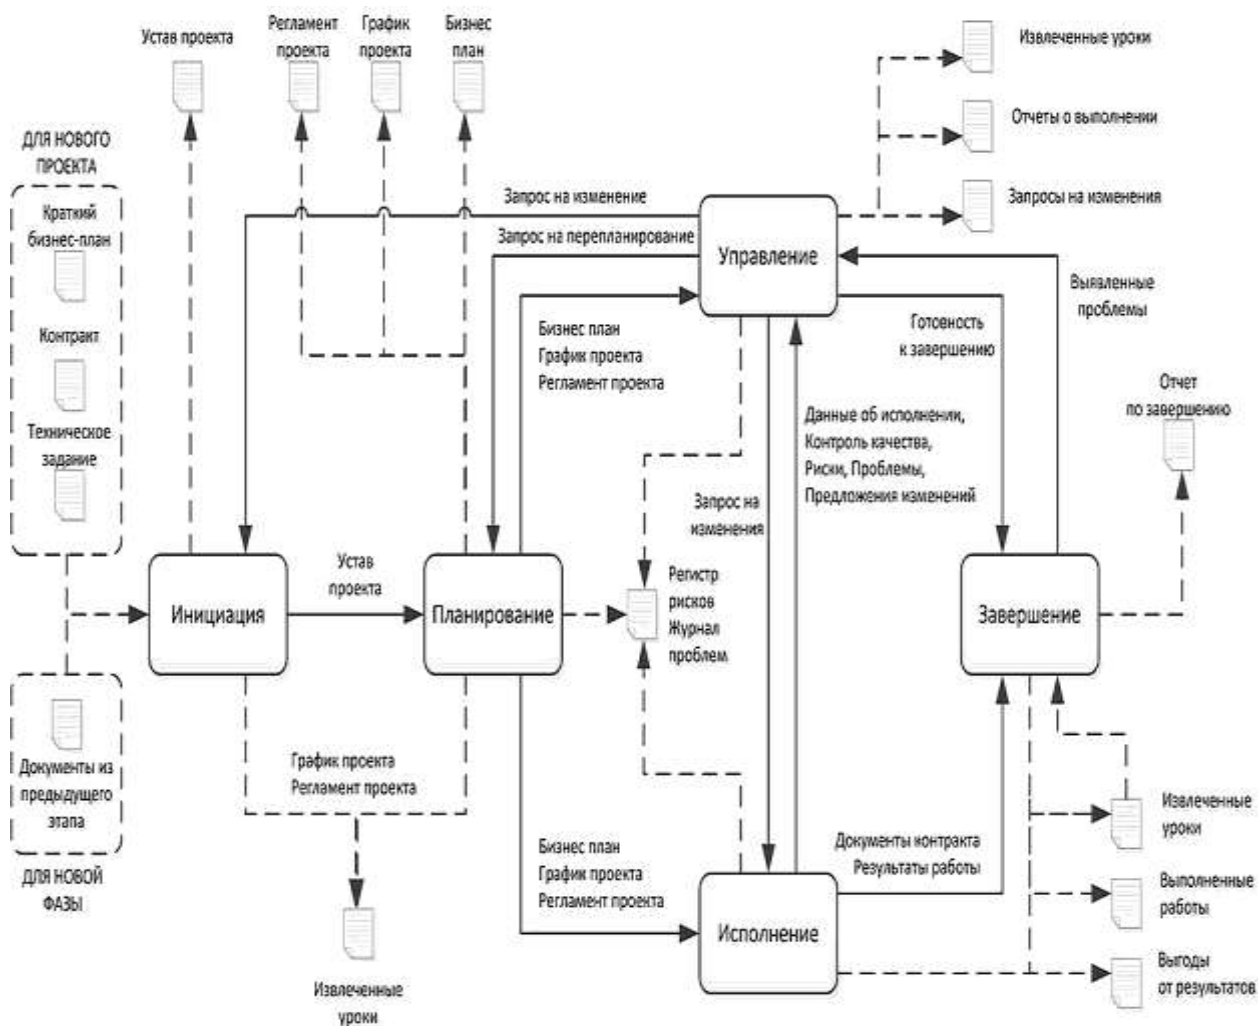 Устав проекта
Регламент
проекта
График
проекта
Бизнес
план
Извлеченные уроки
Отчеты о выполнении
Запросы на изменения
ДЛЯ НОВОГО
ПРОЕКТА
Краткий
бизнес-план
Контракт
Техническое
задание
Запрос на изменение
Запрос на перепланирование
Управление
Бизнес план
График проекта
Регламент проекта
Готовность
к завершению
Выявленные
проблемы
Отчет
по завершению
Данные об исполнении,
Контроль качества,
Риски, Проблемы,
Предложения изменений
Запрос на
изменения
Инициация
Устав
проекта
Планирование
Регистр
рисков
Журнал
проблем
Завершение
Документы из
предыдущего
этапа
ДЛЯ НОВОЙ
ФАЗЫ
График проекта
Регламент проекта
Извлеченные
уроки
Бизнес план
График проекта
Регламент проекта
Исполнение
Документы контракта
Результаты работы
Извлеченные
уроки
Выполненные
работы
Выгоды
от результатов